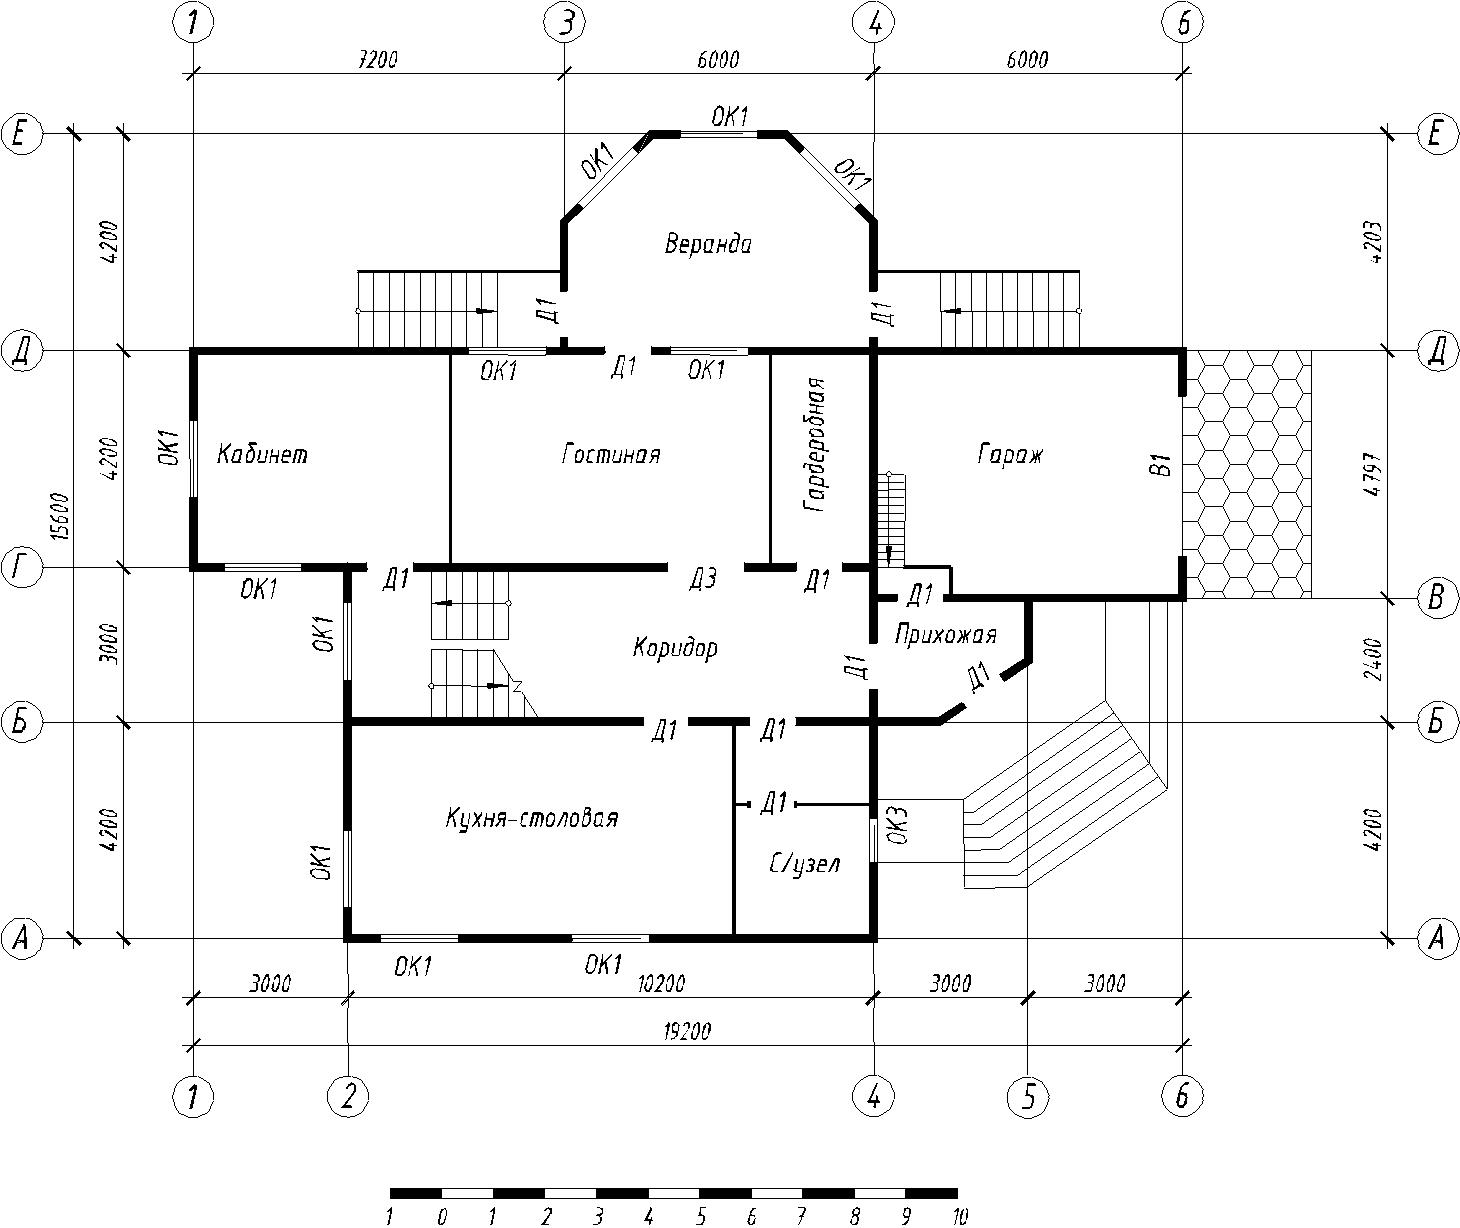 1 3 4 6
7200 6000 6000
Е ОК1 Е
ОК1 ОК1
4200 Веранда 4203
Д1 Д1
Д Д
ОК1 Д1 ОК1
15600 4200 ОК1 Кабинет Гостиная Гардеробная Гараж В1 4797
Г
ОК1 Д1 Д3 Д1 Д1 В
3000 ОК1 Коридор Д1 Прихожая 2400
Д1
Б Д1 Д1 Б
Д1
4200 ОК1 Кухня-столовая С/узел ОК3 4200
А А
ОК1 ОК1
3000 10200 3000 3000
19200
1 2 4 5 6
1 0 1 2 3 4 5 6 7 8 9 10